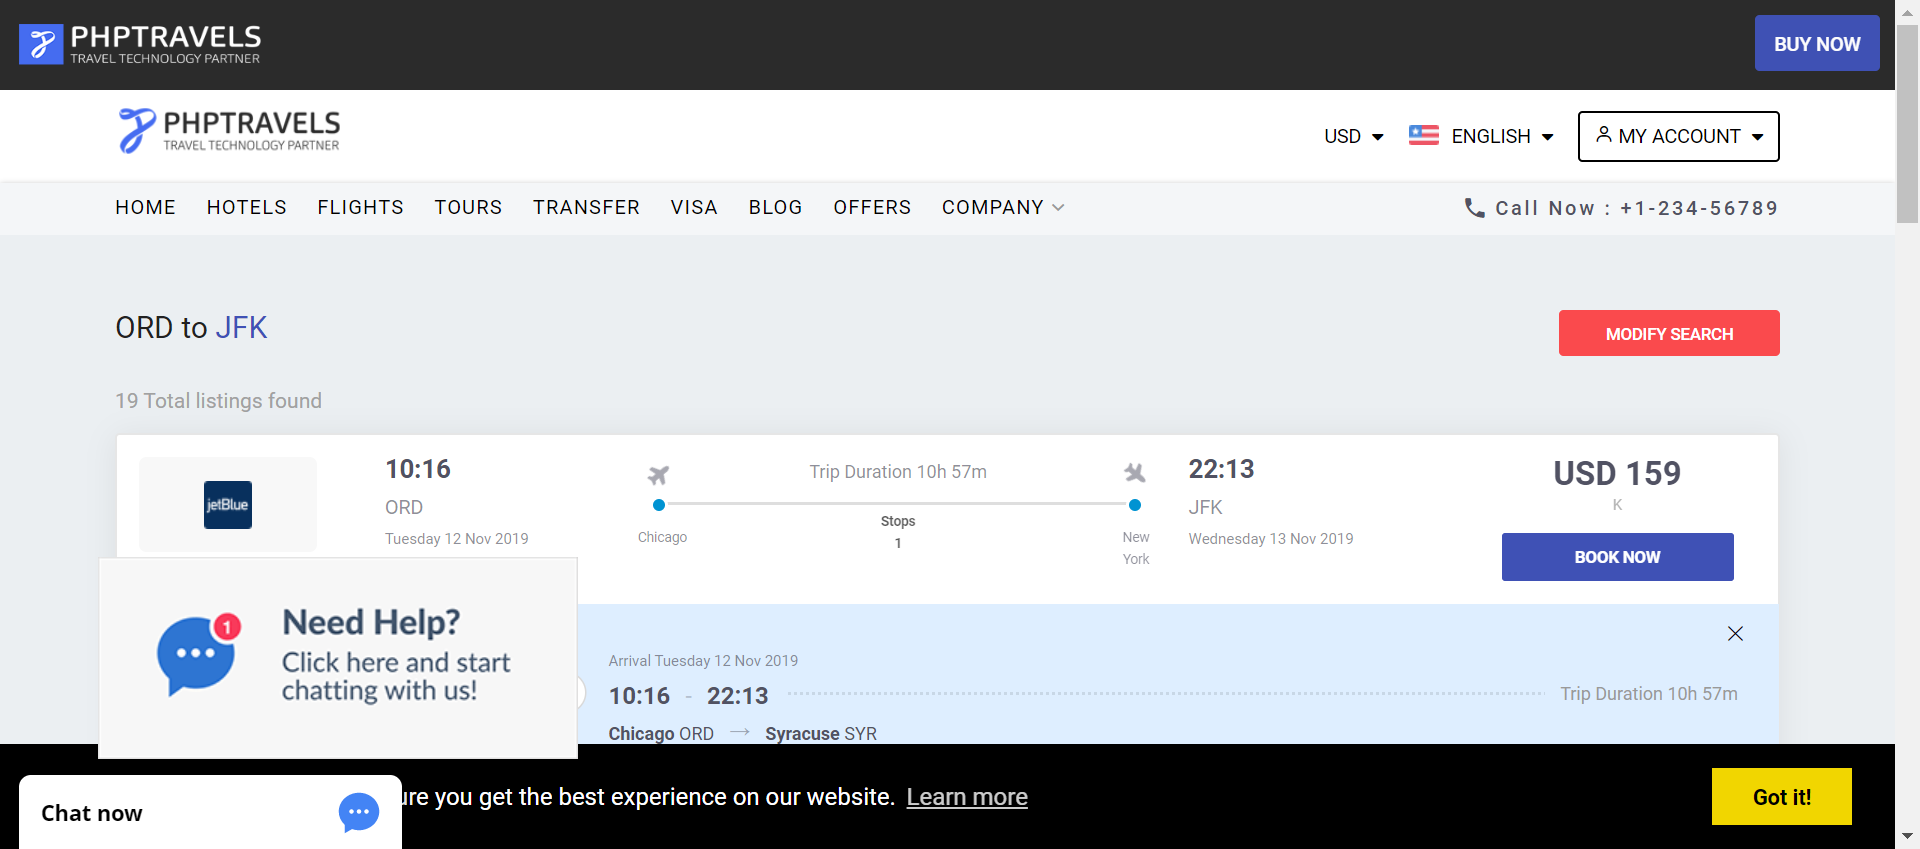 PHPTRAVELS
TRAVEL TECHNOLOGY PARTNER
BUY NOW
PHPTRAVELS
TRAVEL TECHNOLOGY PARTNER
USD
ENGLISH
MY ACCOUNT
HOME HOTELS FLIGHTS TOURS TRANSFER VISA BLOG OFFERS COMPANY
Call Now : +1-234-56789
ORD to JFK
MODIFY SEARCH
19 Total listings found
jetBlue
10:16
ORD
Tuesday 12 Nov 2019
Trip Duration 10h 57m
Stops
1
Chicago
New
York
22:13
JFK
Wednesday 13 Nov 2019
USD 159
K
BOOK NOW
Arrival Tuesday 12 Nov 2019
10:16 - 22:13
Trip Duration 10h 57m
Chicago ORD → Syracuse SYR
1
Need Help?
Click here and start
chatting with us!
Chat now
ure you get the best experience on our website. Learn more
Got it!